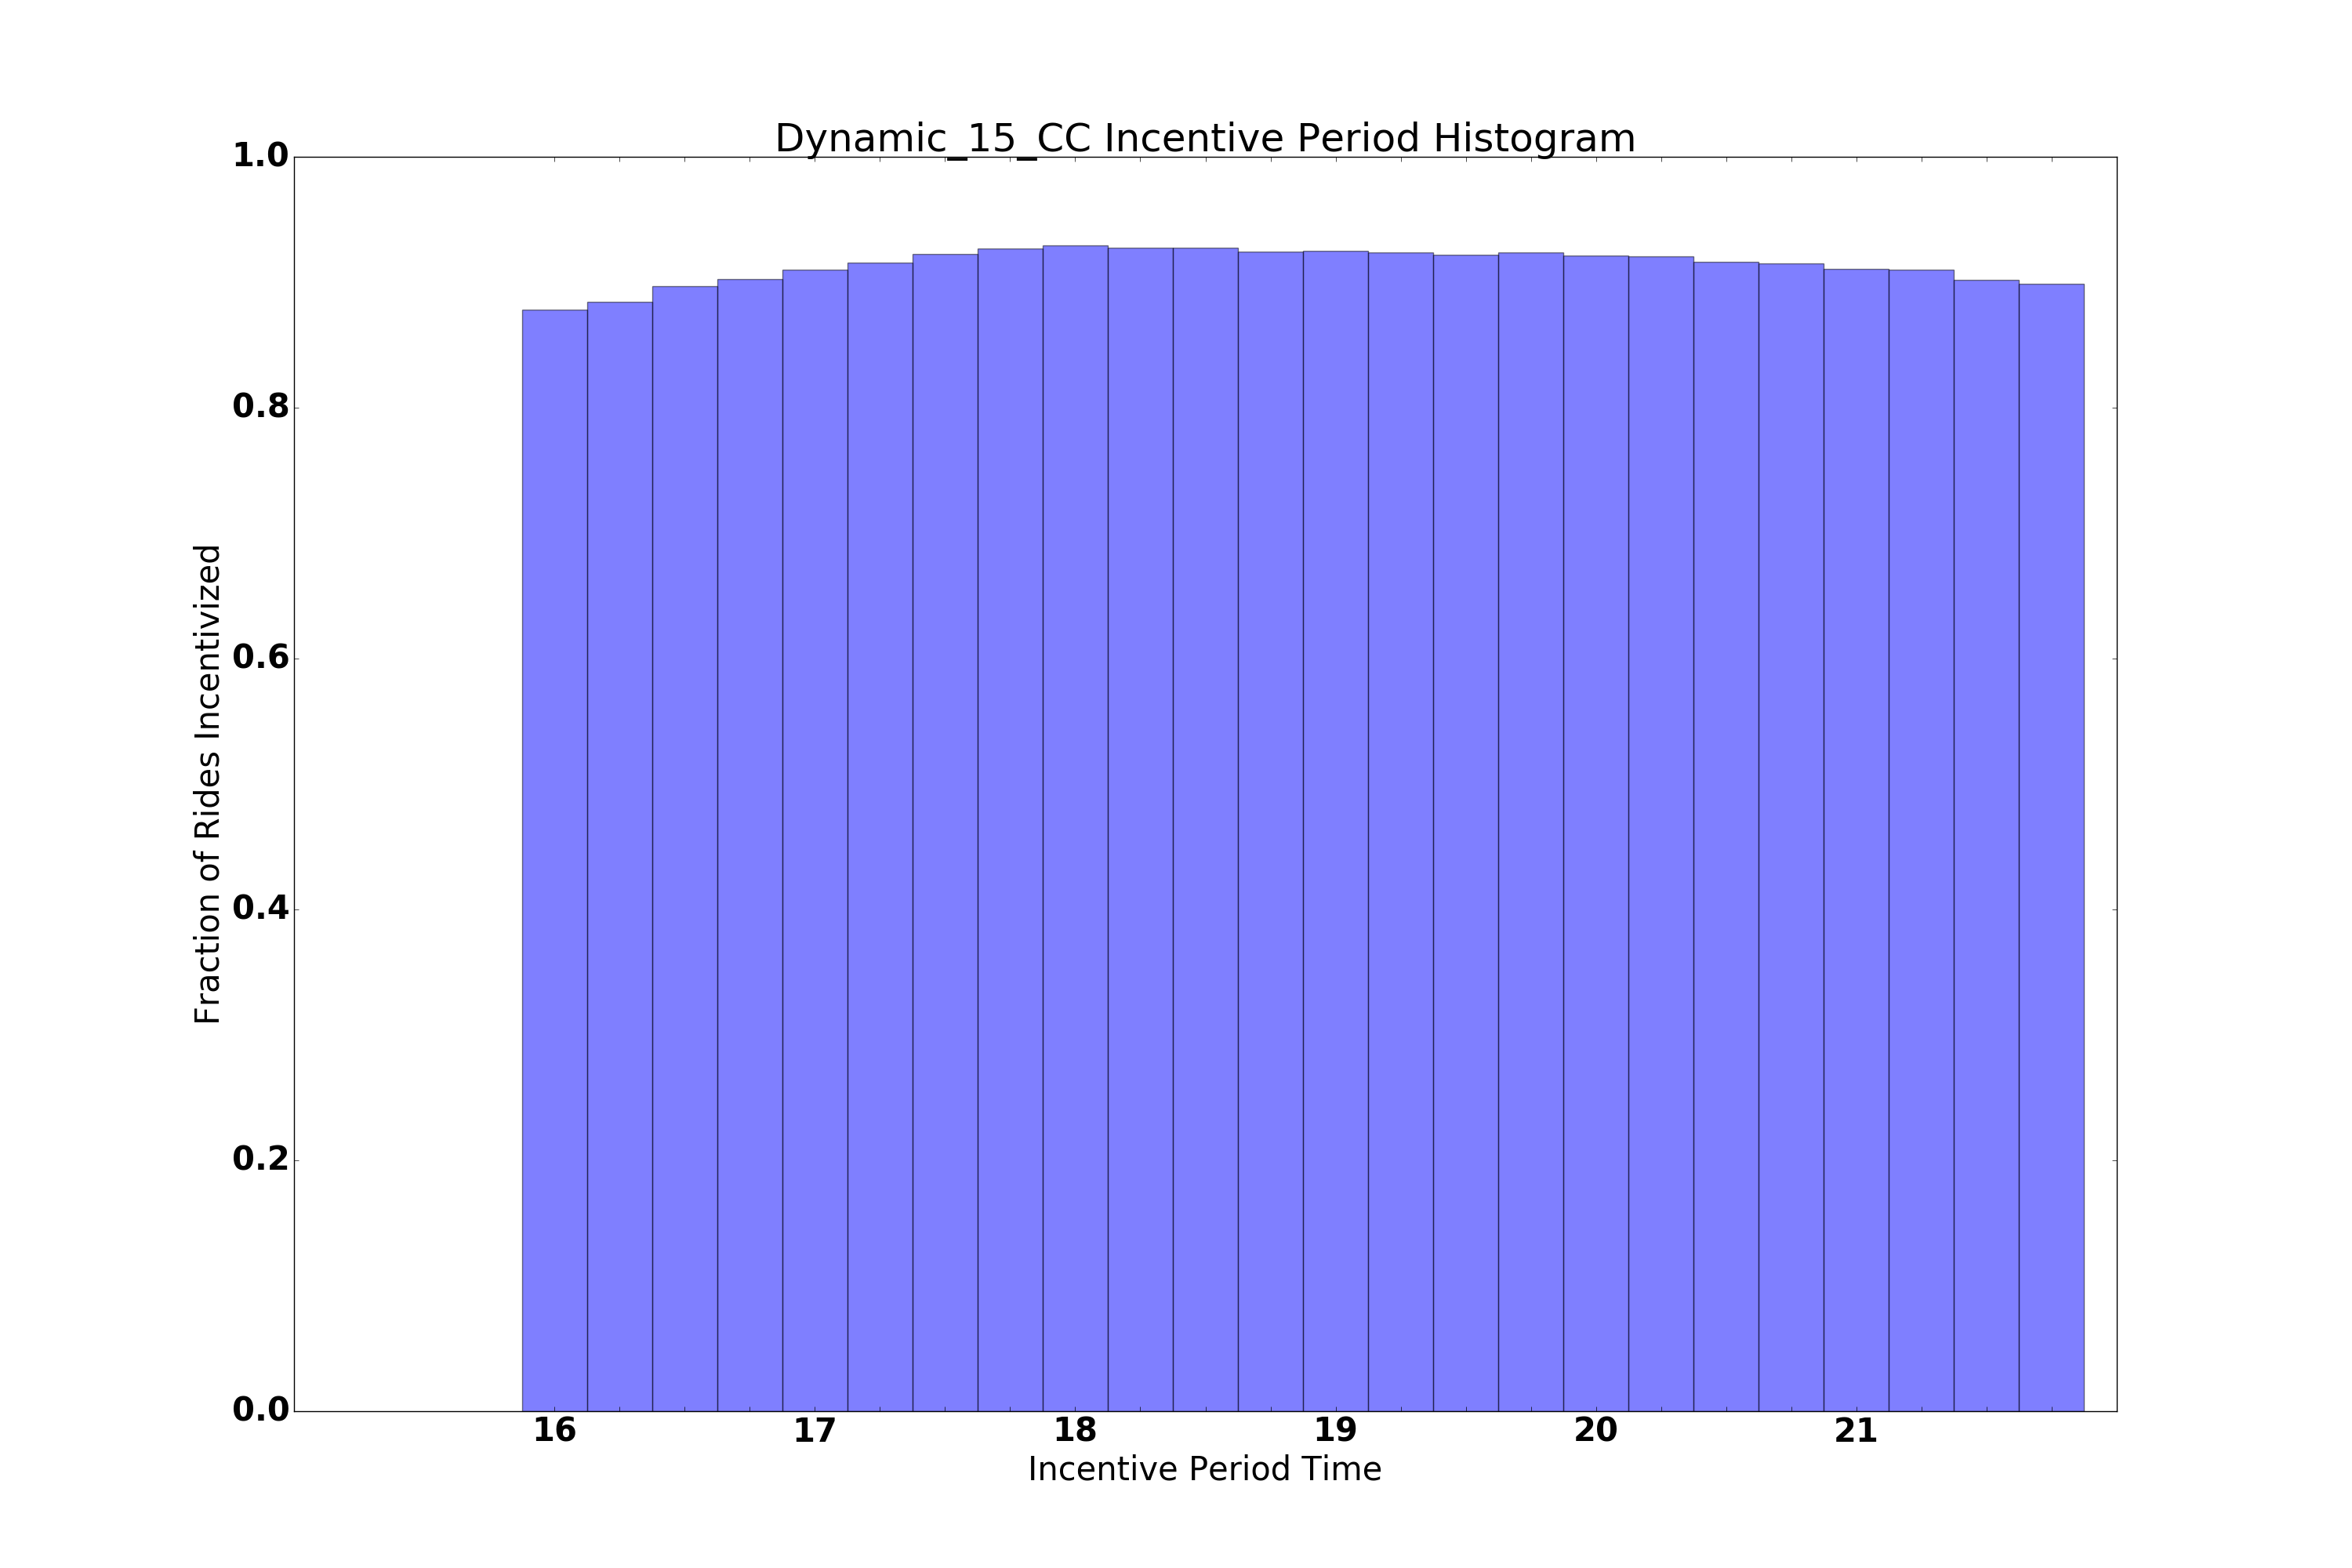 Dynamic_15_CC Incentive Period Histogram
1.0
0.8
0.6
0.4
0.2
0.0
Fraction of Rides Incentivized
16 17 18 19 20 21
Incentive Period Time